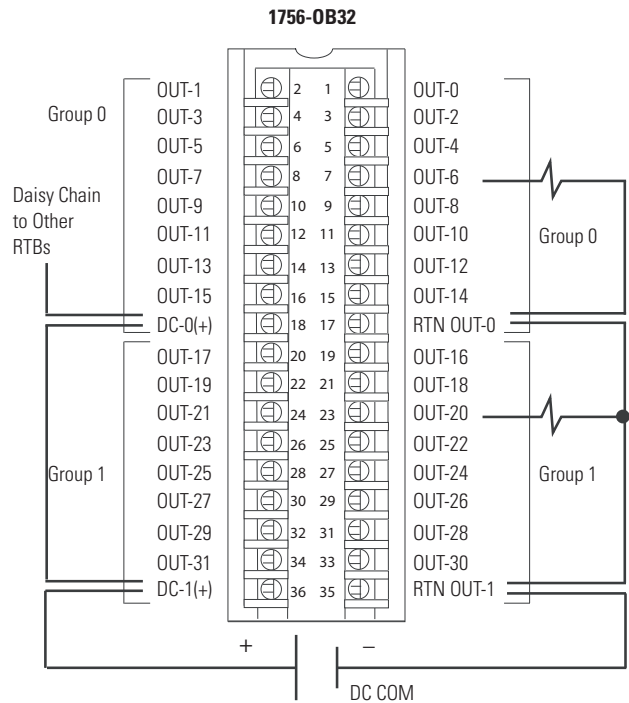 1756-OB32
Group 0
Daisy Chain
to Other
RTBs
Group 1
OUT-1 2 1 OUT-0
OUT-3 4 3 OUT-2
OUT-5 6 5 OUT-4
OUT-7 8 7 OUT-6
OUT-9 10 9 OUT-8
OUT-11 12 11 OUT-10
OUT-13 14 13 OUT-12
OUT-15 16 15 OUT-14
DC-0(+) 18 17 RTN OUT-0
OUT-17 20 19 OUT-16
OUT-19 22 21 OUT-18
OUT-21 24 23 OUT-20
OUT-23 26 25 OUT-22
OUT-25 28 27 OUT-24
OUT-27 30 29 OUT-26
OUT-29 32 31 OUT-28
OUT-31 34 33 OUT-30
DC-1(+) 36 35 RTN OUT-1
Group 0
Group 1
+ –
DC COM